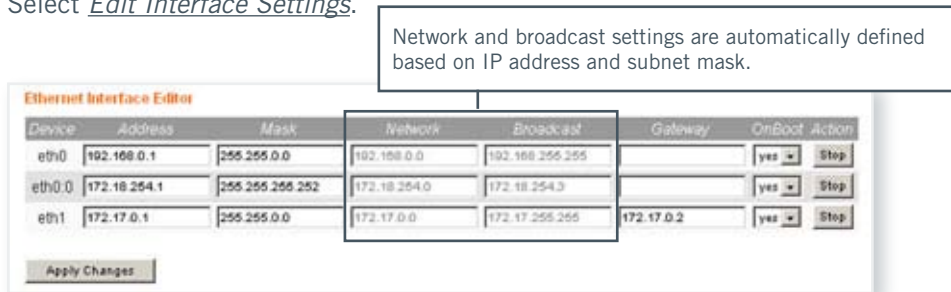 Select Edit Interface Settings.
Network and broadcast settings are automatically defined
based on IP address and subnet mask.
Ethernet Interface Editor
Device Address Mask Network Broadcast Gateway OnBoot Action
eth0 192.168.0.1 255.255.0.0 192.168.0.0 192.168.255.255 yes Stop
eth0:0 172.18.254.1 255.255.255.252 172.18.254.0 172.18.254.3 yes Stop
eth1 172.17.0.1 255.255.0.0 172.17.0.0 172.17.255.255 172.17.0.2 yes Stop
Apply Changes